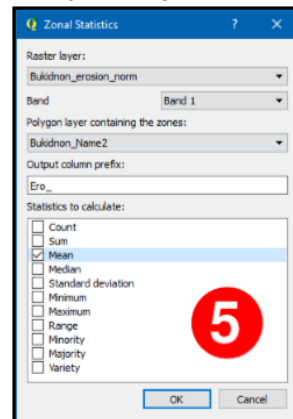 Zonal Statistics ? ×
Raster layer:
Bukidnon_erosion_norm
Band Band 1
Polygon layer containing the zones:
Bukidnon_Name2
Output column prefix:
Ero_
Statistics to calculate:
Count
Sum
Mean
Median
Standard deviation
Minimum
Maximum
Range
Minority
Majority
Variety
5
OK Cancel